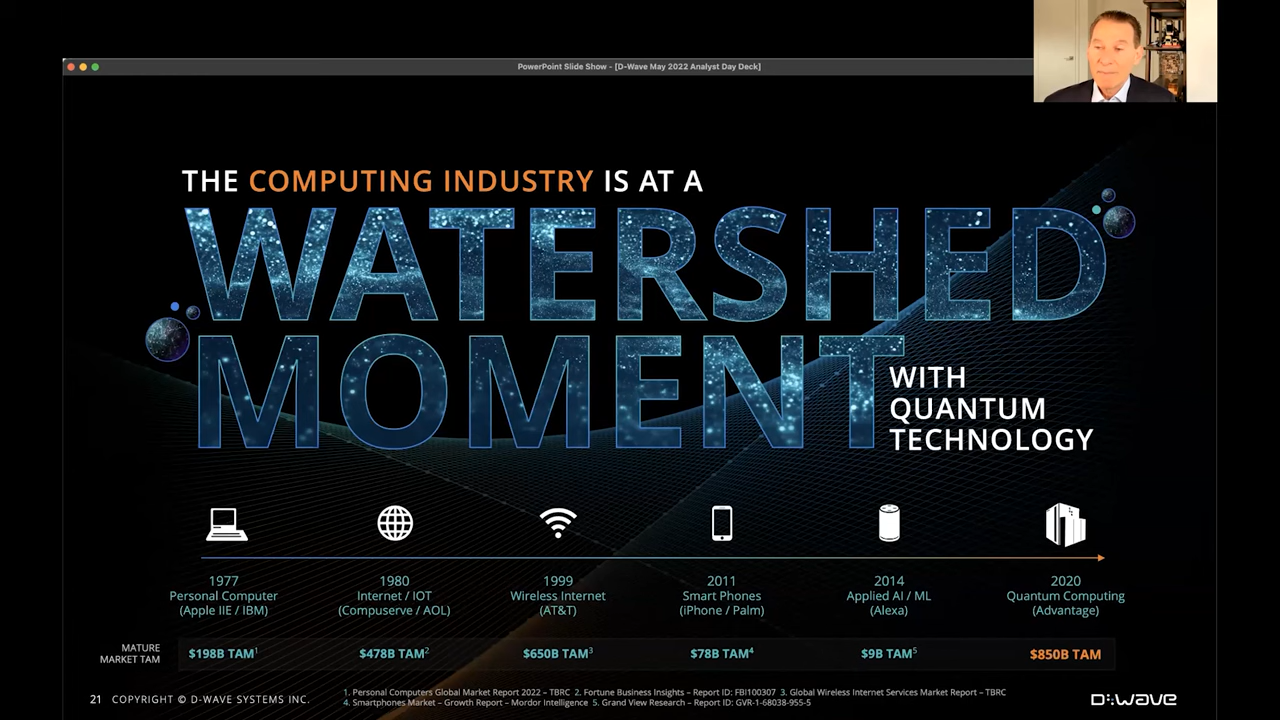 PowerPoint Slide Show - [D-Wave May 2022 Analyst Day Deck]
D:wave
THE COMPUTING INDUSTRY IS AT A
WATERSHED
MOMENT
WITH
QUANTUM
TECHNOLOGY
1977
Personal Computer
(Apple IIE / IBM)
1980
Internet / IOT
(Compuserve / AOL)
1999
Wireless Internet
(AT&T)
2011
Smart Phones
(iPhone / Palm)
2014
Applied AI / ML
(Alexa)
2020
Quantum Computing
(Advantage)
MATURE
MARKET TAM
$198B TAM1
$478B TAM2
$650B TAM3
$78B TAM4
$9B TAM5
$850B TAM
21 COPYRIGHT © D-WAVE SYSTEMS INC.
1. Personal Computers Global Market Report 2022 – TBRC 2. Fortune Business Insights – Report ID: FBI100307 3. Global Wireless Internet Services Market Report – TBRC
4. Smartphones Market – Growth Report – Mordor Intelligence 5. Grand View Research – Report ID: GVR-1-68038-955-5
D:wave